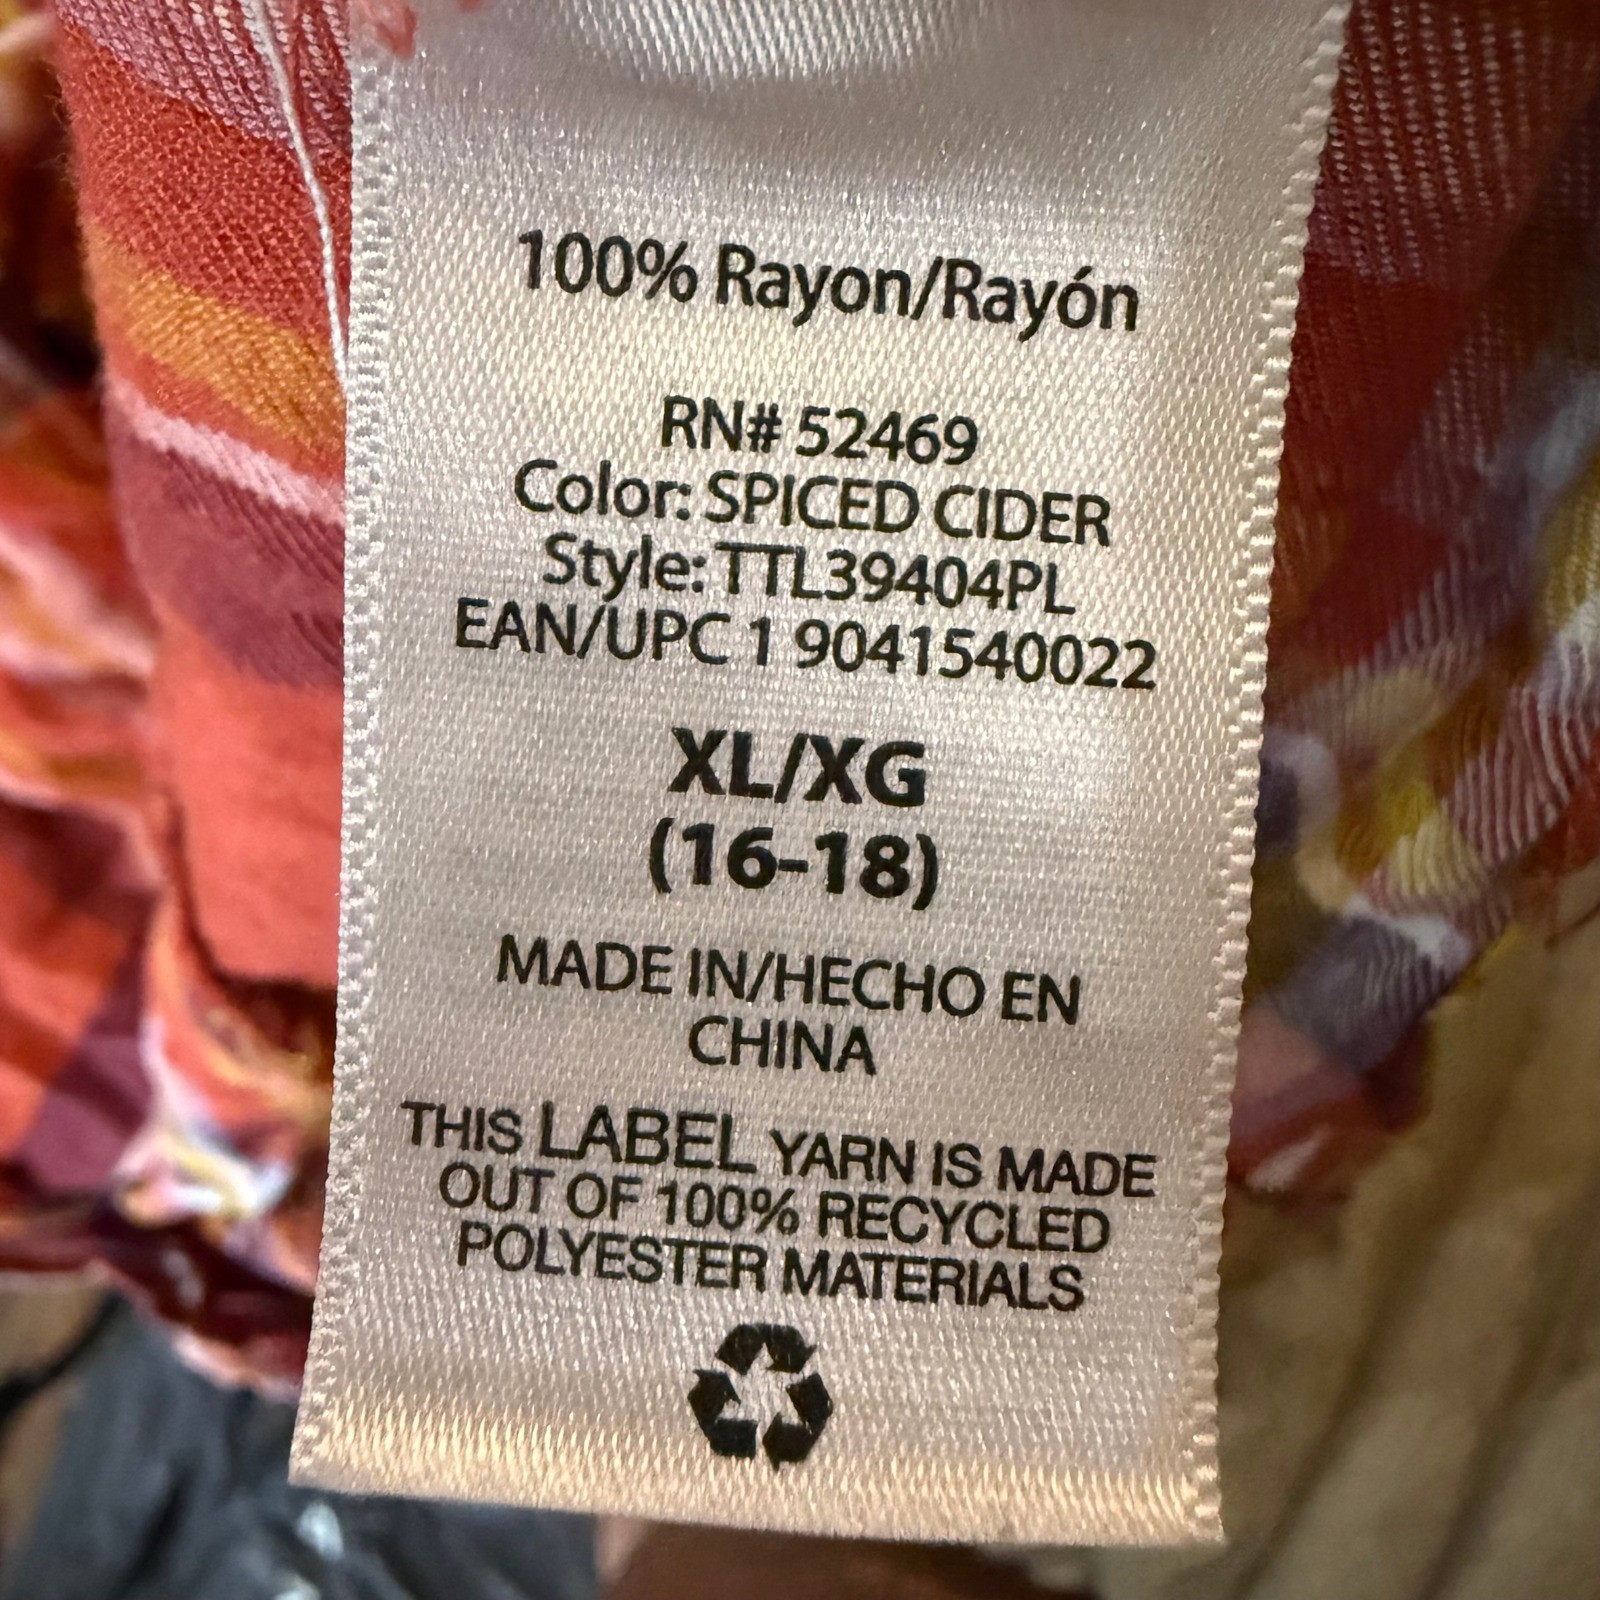 100% Rayon/Rayón
RN# 52469
Color: SPICED CIDER
Style: TTL39404PL
EAN/UPC 1 9041540022
XL/XG
(16-18)
MADE IN/HECHO EN
CHINA
THIS LABEL YARN IS MADE
OUT OF 100% RECYCLED
POLYESTER MATERIALS